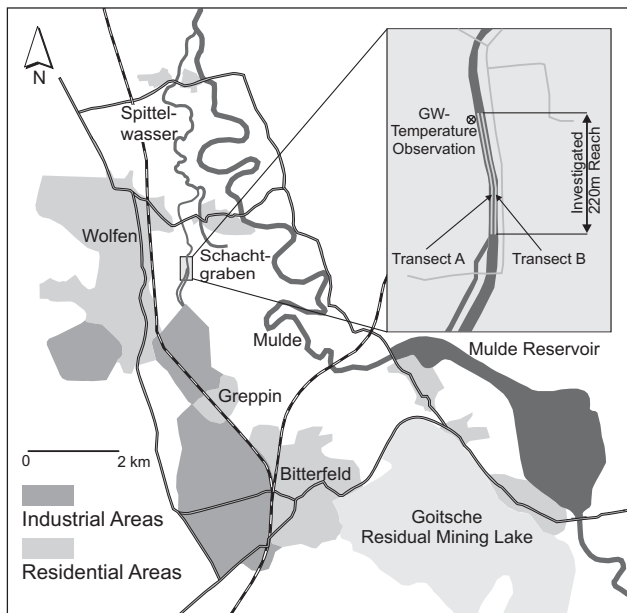 N
Spittel-
wasser
Wolfen
Schacht-
graben
Mulde
Greppin
Bitterfeld
Mulde Reservoir
Goitsche
Residual Mining Lake
GW-
Temperature
Observation
Investigated
220m Reach
Transect A
Transect B
0 2 km
Industrial Areas
Residential Areas